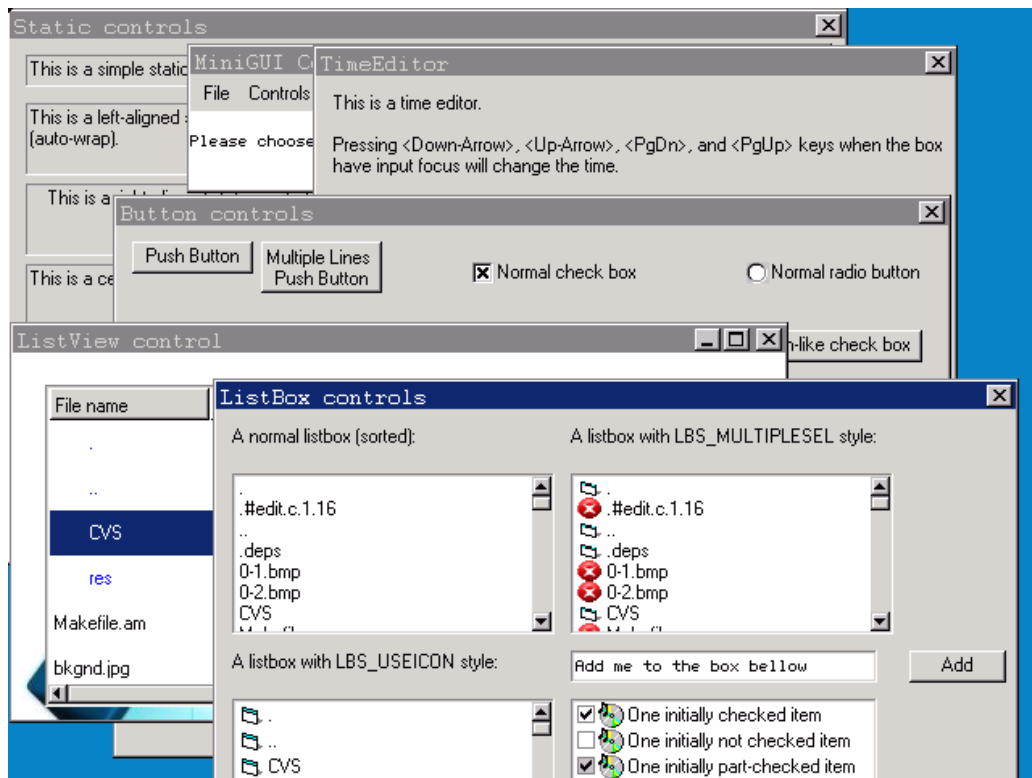 Static controls
This is a simple static
This is a left-aligned
(auto-wrap).
This is a
This is a ce
MiniGUI C
File Controls
Please choose
TimeEditor
This is a time editor.
Pressing <Down-Arrow>, <Up-Arrow>, <PgDn>, and <PgUp> keys when the box
have input focus will change the time.
Button controls
Push Button
Multiple Lines
Push Button
Normal check box
Normal radio button
-like check box
ListView control
File name
.
..
CVS
res
Makefile.am
bkgnd.jpg
ListBox controls
A normal listbox (sorted):
.
.#edit.c.1.16
..
.deps
0-1.bmp
0-2.bmp
CVS
A listbox with LBS_MULTIPLESEL style:
.
.#edit.c.1.16
..
.deps
0-1.bmp
0-2.bmp
CVS
A listbox with LBS_USEICON style:
.
..
CVS
Add me to the box bellow
Add
One initially checked item
One initially not checked item
One initially part-checked item